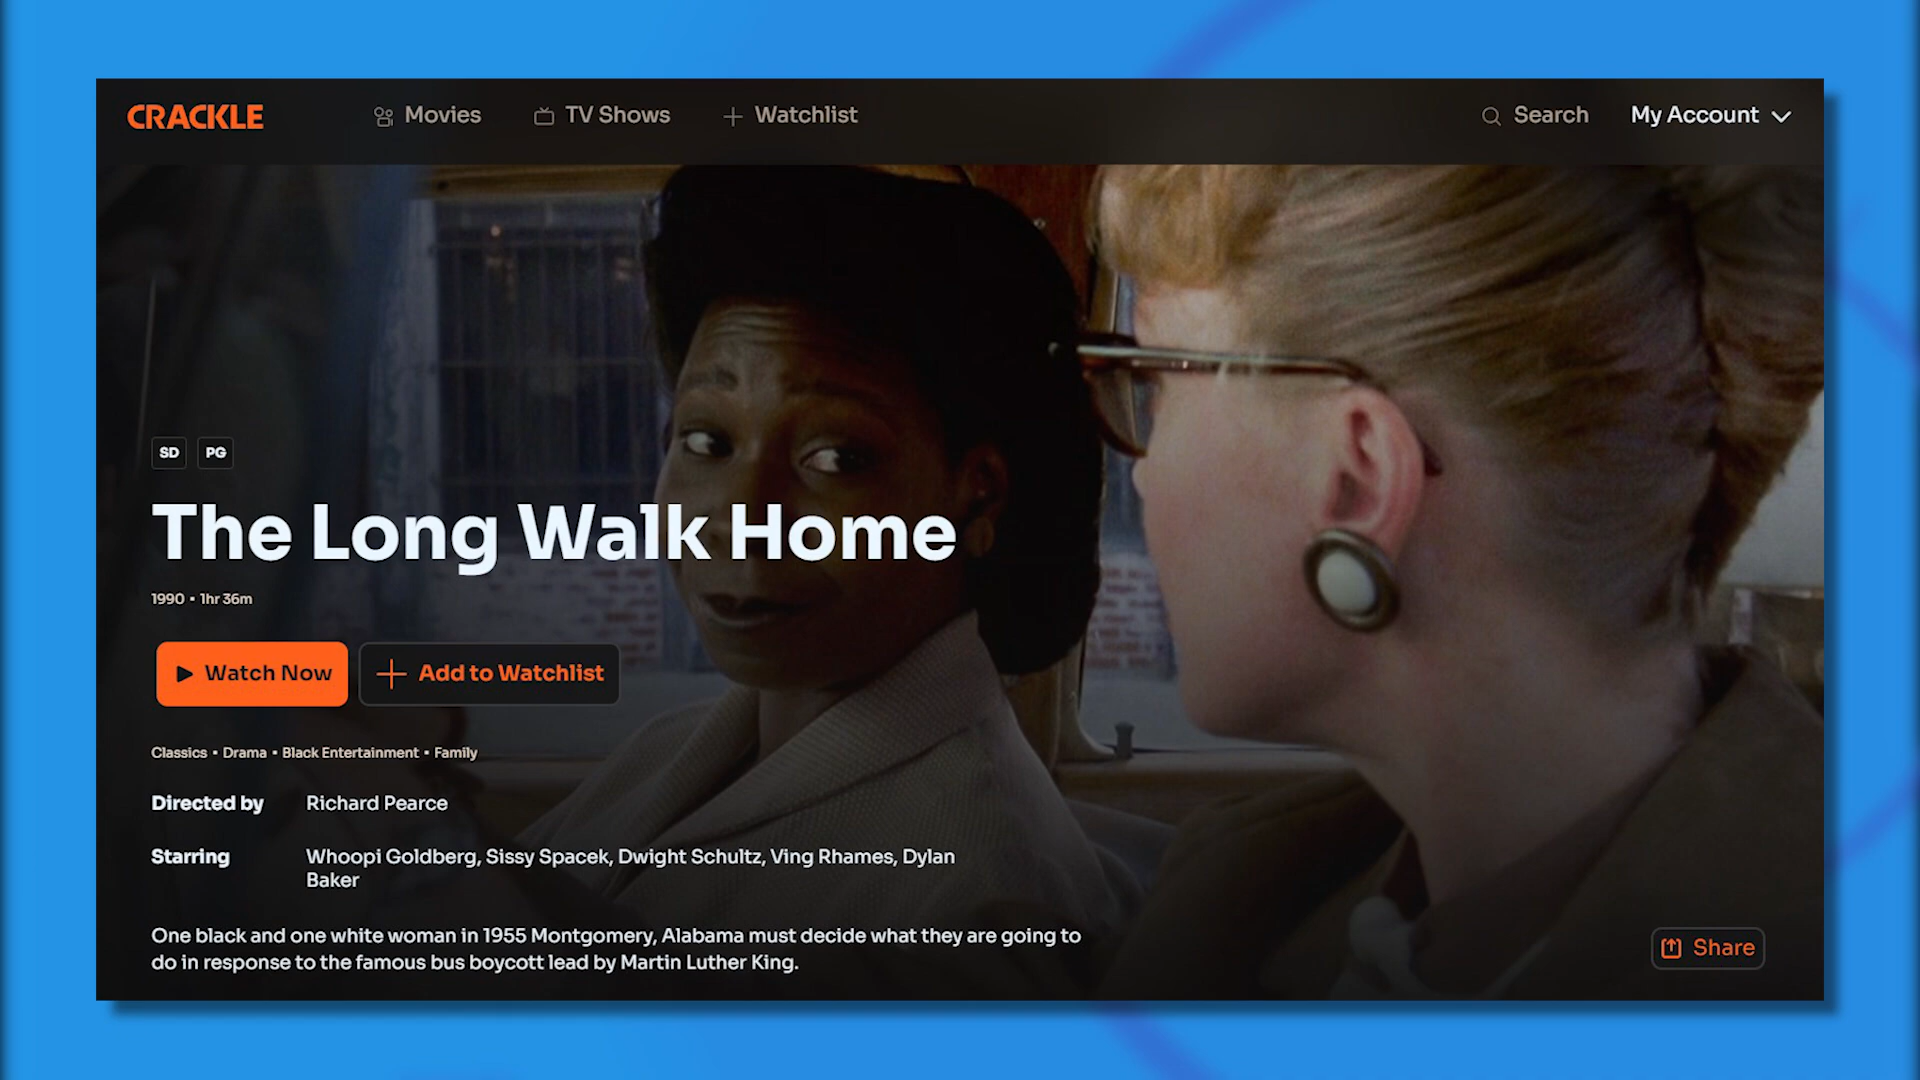 CRACKLE
Movies
TV Shows
Watchlist
Search
My Account
SD PG
The Long Walk Home
1990 • 1hr 36m
Watch Now
Add to Watchlist
Classics • Drama • Black Entertainment • Family
Directed by Richard Pearce
Starring Whoopi Goldberg, Sissy Spacek, Dwight Schultz, Ving Rhames, Dylan
Baker
One black and one white woman in 1955 Montgomery, Alabama must decide what they are going to
do in response to the famous bus boycott lead by Martin Luther King.
Share